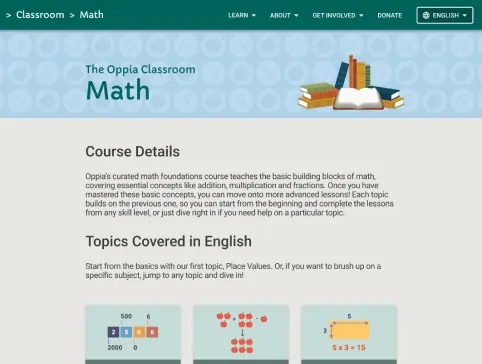 > Classroom > Math LEARN ABOUT GET INVOLVED DONATE ENGLISH
The Oppia Classroom
Math
Course Details
Oppia's curated math foundations course teaches the basic building blocks of math,
covering essential concepts like addition, multiplication and fractions. Once you have
mastered these basic concepts, you can move onto more advanced lessons! Each topic
builds on the previous one, so you can start from the beginning and complete the lessons
from any skill level, or just dive right in if you need help on a particular topic.
Topics Covered in English
Start from the basics with our first topic, Place Values. Or, if you want to brush up on a
specific subject, jump to any topic and dive in!
500 6
2 5 0 6
2000 0
+ -
5
3
5 x 3 = 15